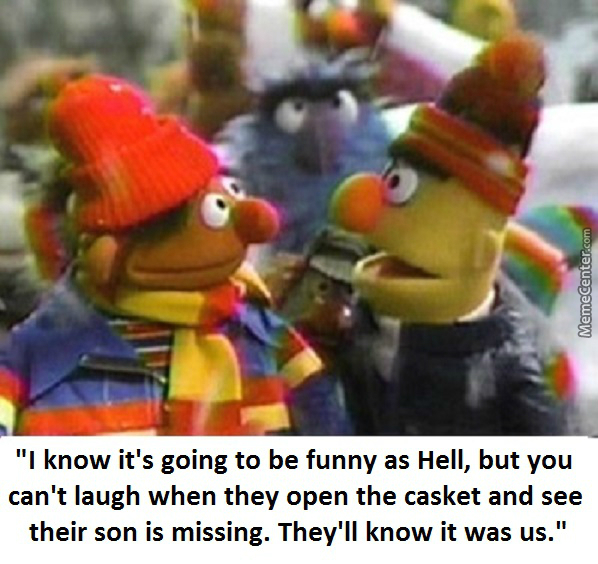 MemeCenter.com
"I know it's going to be funny as Hell, but you
can't laugh when they open the casket and see
their son is missing. They'll know it was us."